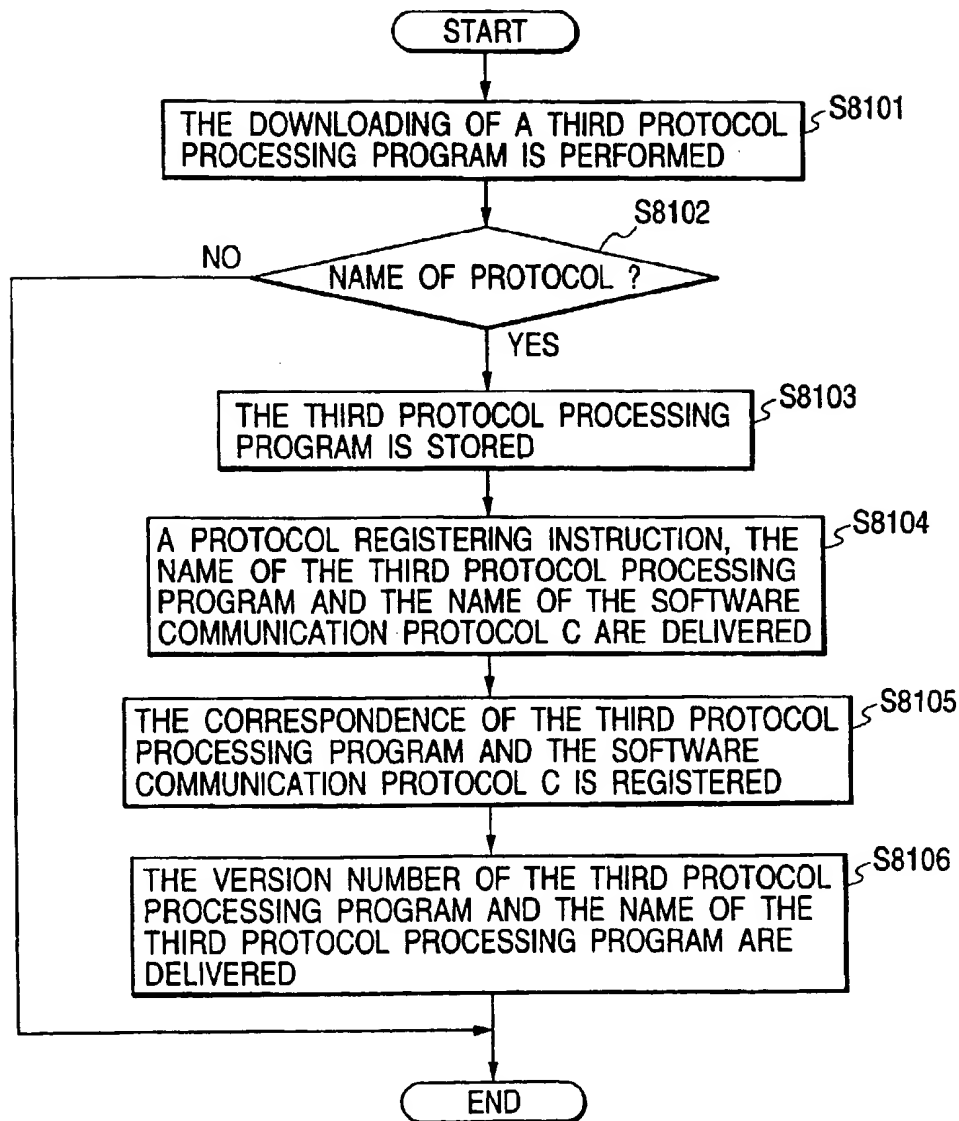 START
S8101
THE DOWNLOADING OF A THIRD PROTOCOL
PROCESSING PROGRAM IS PERFORMED
S8102
NO
NAME OF PROTOCOL ?
YES
S8103
THE THIRD PROTOCOL PROCESSING
PROGRAM IS STORED
S8104
A PROTOCOL REGISTERING INSTRUCTION, THE
NAME OF THE THIRD PROTOCOL PROCESSING
PROGRAM AND THE NAME OF THE SOFTWARE
COMMUNICATION PROTOCOL C ARE DELIVERED
S8105
THE CORRESPONDENCE OF THE THIRD PROTOCOL
PROCESSING PROGRAM AND THE SOFTWARE
COMMUNICATION PROTOCOL C IS REGISTERED
S8106
THE VERSION NUMBER OF THE THIRD PROTOCOL
PROCESSING PROGRAM AND THE NAME OF THE
THIRD PROTOCOL PROCESSING PROGRAM ARE
DELIVERED
END